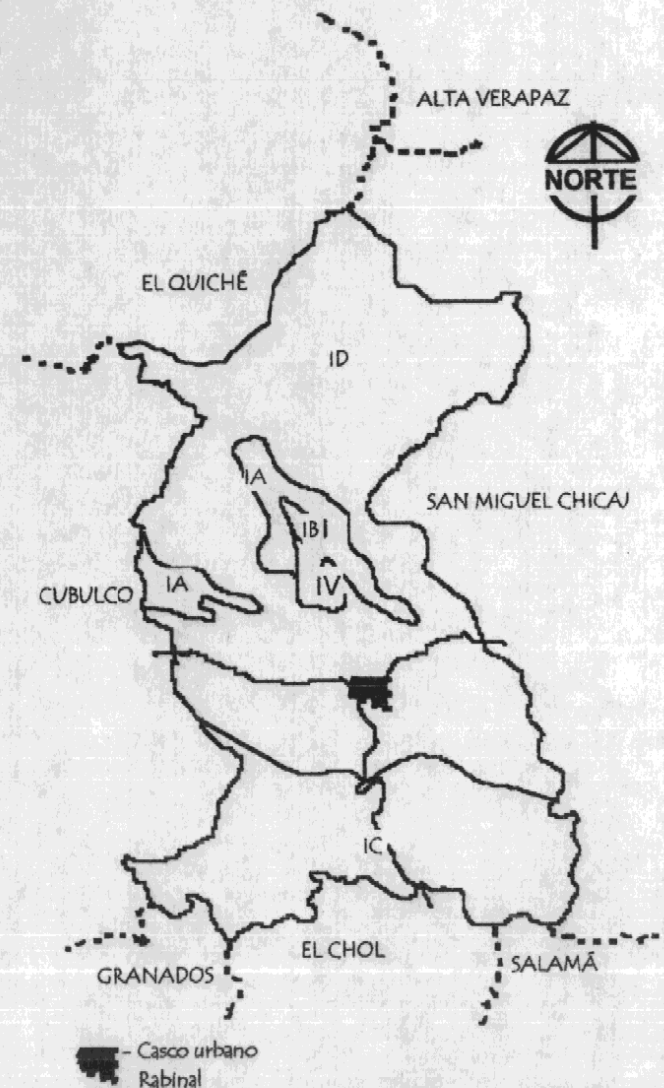 ALTA VERAPAZ
NORTE
EL QUICHÉ
ID
IA
SAN MIGUEL CHICAJ
IB
IA
IV
CUBULCO
IC
EL CHOL
GRANADOS
SALAMÁ
- Casco urbano
Rabinal